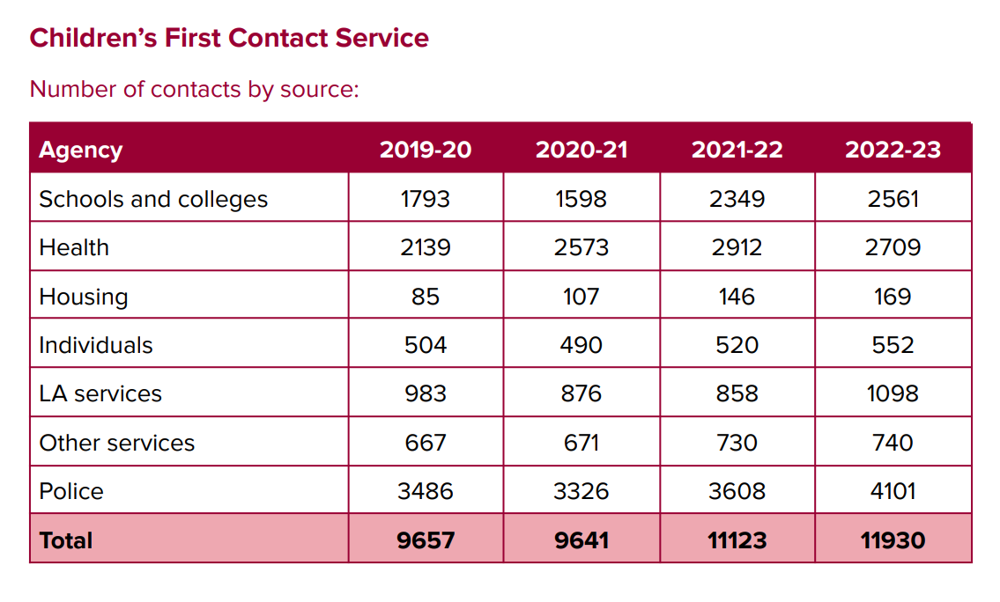 Children’s First Contact Service
Number of contacts by source:
Agency 2019-20 2020-21 2021-22 2022-23
Schools and colleges 1793 1598 2349 2561
Health 2139 2573 2912 2709
Housing 85 107 146 169
Individuals 504 490 520 552
LA services 983 876 858 1098
Other services 667 671 730 740
Police 3486 3326 3608 4101
Total 9657 9641 11123 11930